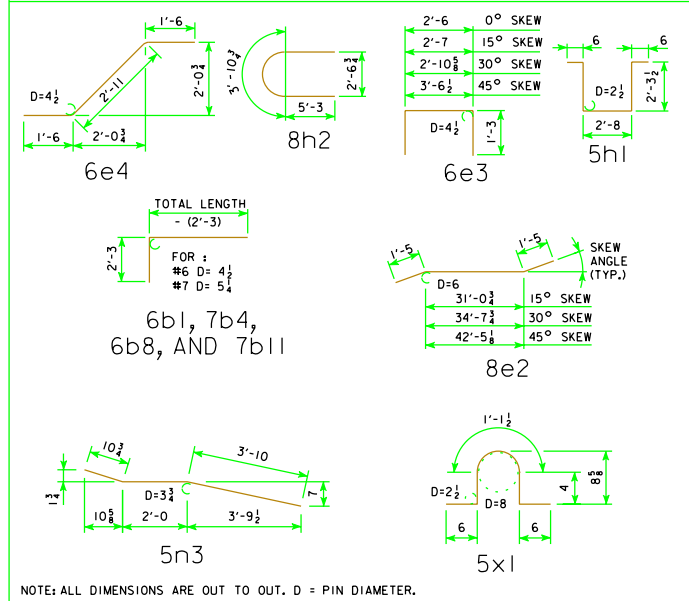 1'-6
D=4½
2'-11
2'-0¾
1'-6
2'-0¾
6e4
3'-10¾
2'-6¾
5'-3
8h2
2'-6 0° SKEW
2'-7 15° SKEW
2'-10⅝ 30° SKEW
3'-6½ 45° SKEW
D=4½
1'-3
6e3
6
6
D=2½
2'-3½
2'-8
5h1
TOTAL LENGTH
- (2'-3)
2'-3
FOR :
#6 D= 4½
#7 D= 5¼
6b1, 7b4,
6b8, AND 7b11
1'-5
1'-5
SKEW
ANGLE
(TYP.)
D=6
31'-0¾ 15° SKEW
34'-7¾ 30° SKEW
42'-5⅛ 45° SKEW
8e2
10¾
3'-10
1¾
D=3¾
7
10⅝
2'-0
3'-9½
5n3
1'-1½
D=2½
D=8
4
8⅝
6
6
5x1
NOTE: ALL DIMENSIONS ARE OUT TO OUT. D = PIN DIAMETER.